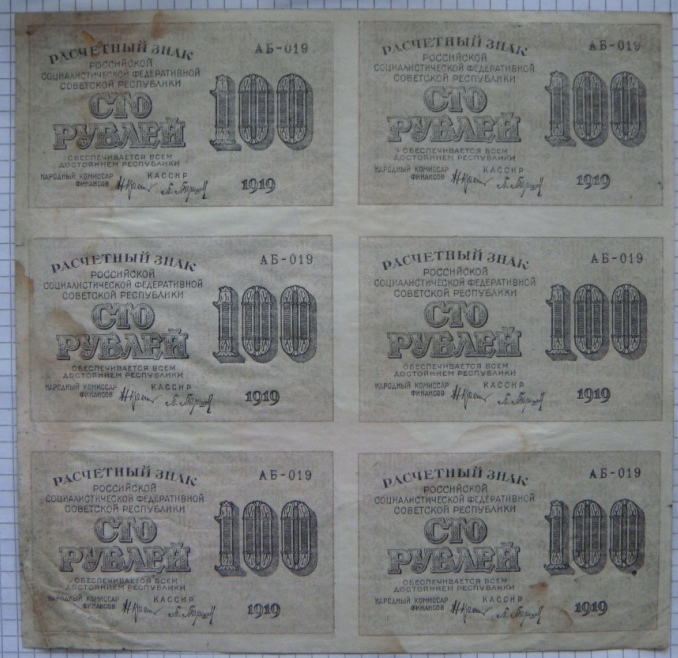 РАСЧЕТНЫЙ ЗНАК АБ-019
РОССИЙСКОЙ
СОЦИАЛИСТИЧЕСКОЙ ФЕДЕРАТИВНОЙ
СОВЕТСКОЙ РЕСПУБЛИКИ
СТО 100
РУБЛЕЙ
ОБЕСПЕЧИВАЕТСЯ ВСЕМ
ДОСТОЯНИЕМ РЕСПУБЛИКИ
НАРОДНЫЙ КОМИССАР КАССИР
ФИНАНСОВ 1919
РАСЧЕТНЫЙ ЗНАК АБ-019
РОССИЙСКОЙ
СОЦИАЛИСТИЧЕСКОЙ ФЕДЕРАТИВНОЙ
СОВЕТСКОЙ РЕСПУБЛИКИ
СТО 100
РУБЛЕЙ
ОБЕСПЕЧИВАЕТСЯ ВСЕМ
ДОСТОЯНИЕМ РЕСПУБЛИКИ
НАРОДНЫЙ КОМИССАР КАССИР
ФИНАНСОВ 1919
РАСЧЕТНЫЙ ЗНАК АБ-019
РОССИЙСКОЙ
СОЦИАЛИСТИЧЕСКОЙ ФЕДЕРАТИВНОЙ
СОВЕТСКОЙ РЕСПУБЛИКИ
СТО 100
РУБЛЕЙ
ОБЕСПЕЧИВАЕТСЯ ВСЕМ
ДОСТОЯНИЕМ РЕСПУБЛИКИ
НАРОДНЫЙ КОМИССАР КАССИР
ФИНАНСОВ 1919
РАСЧЕТНЫЙ ЗНАК АБ-019
РОССИЙСКОЙ
СОЦИАЛИСТИЧЕСКОЙ ФЕДЕРАТИВНОЙ
СОВЕТСКОЙ РЕСПУБЛИКИ
СТО 100
РУБЛЕЙ
ОБЕСПЕЧИВАЕТСЯ ВСЕМ
ДОСТОЯНИЕМ РЕСПУБЛИКИ
НАРОДНЫЙ КОМИССАР КАССИР
ФИНАНСОВ 1919
РАСЧЕТНЫЙ ЗНАК АБ-019
РОССИЙСКОЙ
СОЦИАЛИСТИЧЕСКОЙ ФЕДЕРАТИВНОЙ
СОВЕТСКОЙ РЕСПУБЛИКИ
СТО 100
РУБЛЕЙ
ОБЕСПЕЧИВАЕТСЯ ВСЕМ
ДОСТОЯНИЕМ РЕСПУБЛИКИ
НАРОДНЫЙ КОМИССАР КАССИР
ФИНАНСОВ 1919
РАСЧЕТНЫЙ ЗНАК АБ-019
РОССИЙСКОЙ
СОЦИАЛИСТИЧЕСКОЙ ФЕДЕРАТИВНОЙ
СОВЕТСКОЙ РЕСПУБЛИКИ
СТО 100
РУБЛЕЙ
ОБЕСПЕЧИВАЕТСЯ ВСЕМ
ДОСТОЯНИЕМ РЕСПУБЛИКИ
НАРОДНЫЙ КОМИССАР КАССИР
ФИНАНСОВ 1919